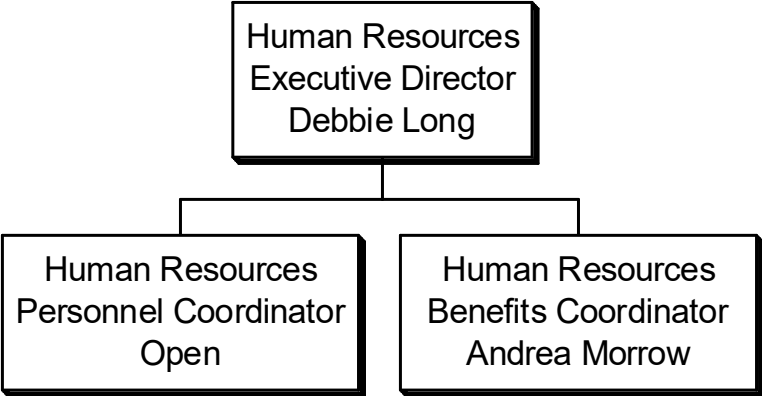 Human Resources
Executive Director
Debbie Long
Human Resources
Personnel Coordinator
Open
Human Resources
Benefits Coordinator
Andrea Morrow